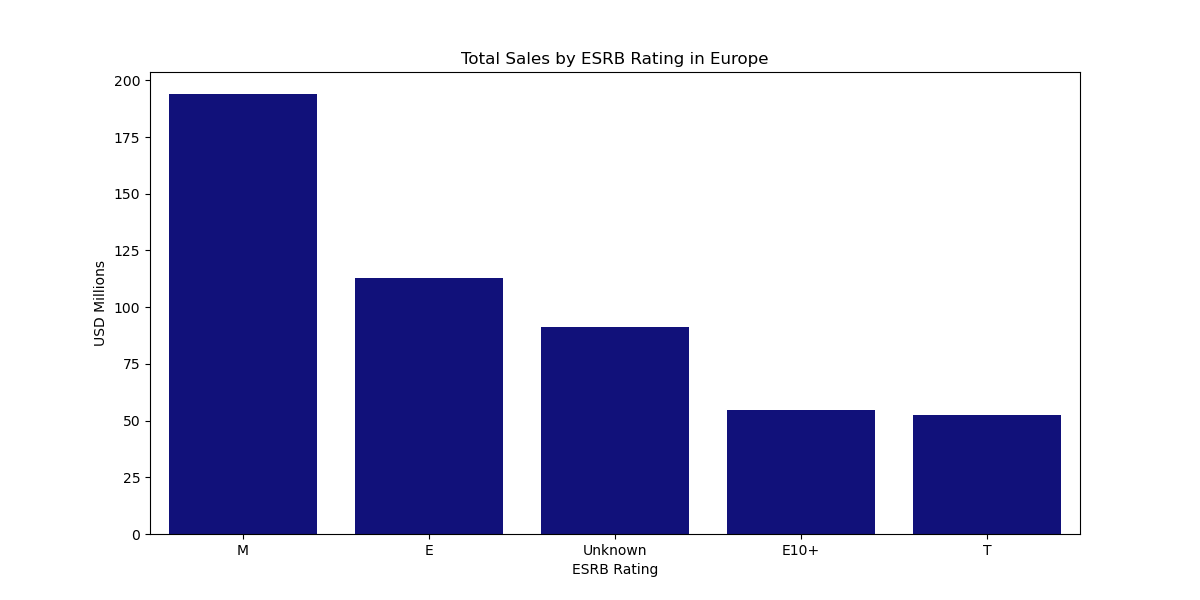 Total Sales by ESRB Rating in Europe
USD Millions
200
175
150
125
100
75
50
25
0
M E Unknown E10+ T
ESRB Rating